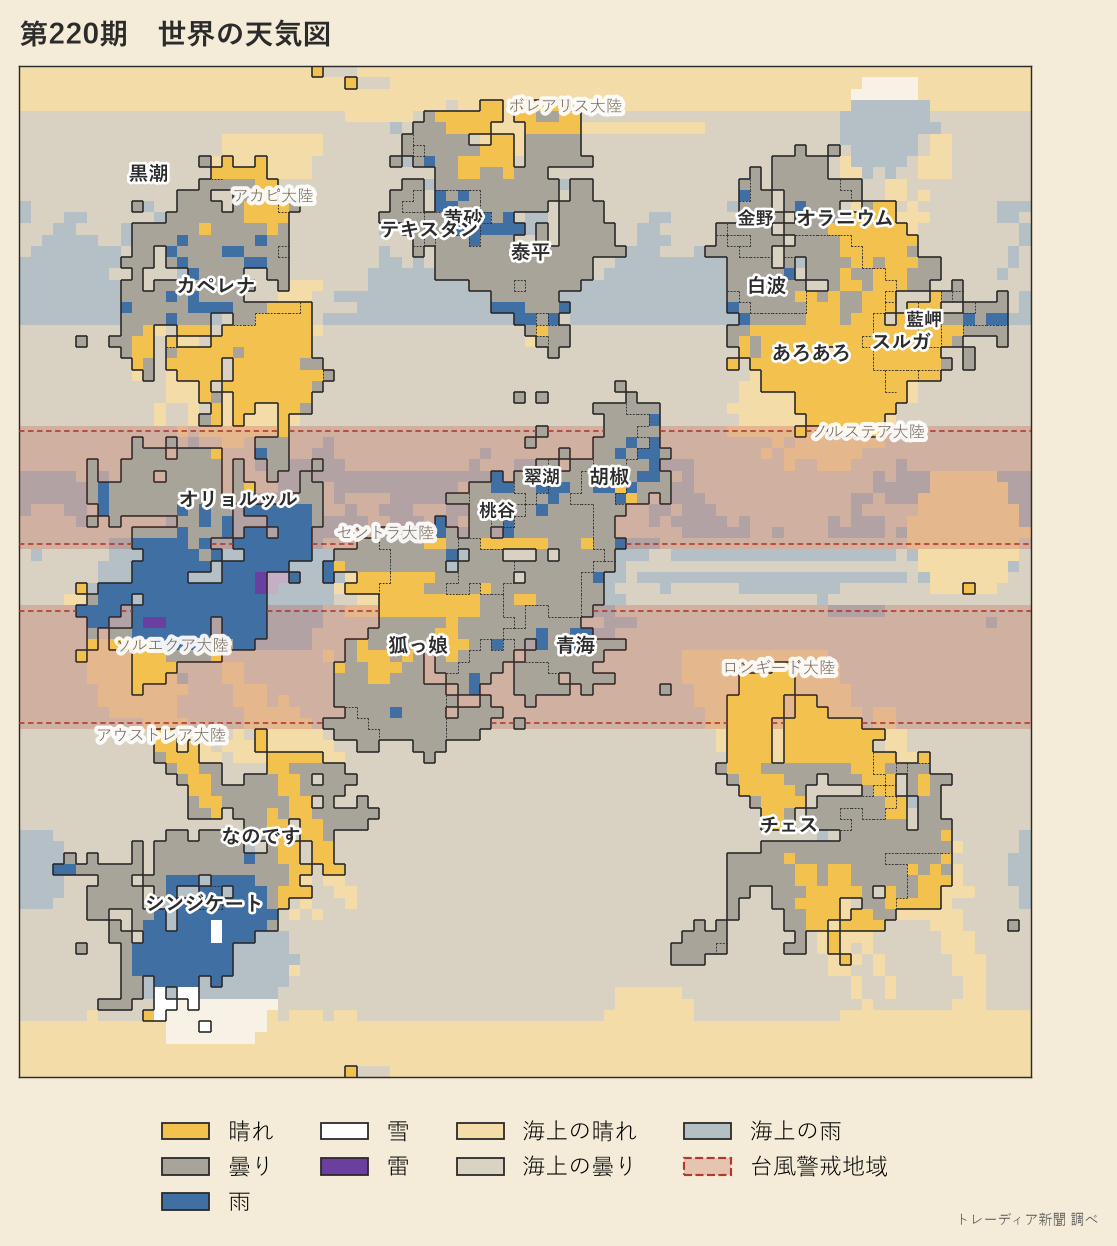 第220期　世界の天気図
ボレアリス大陸
黒潮
アカピ大陸
黄砂
テキスタン
泰平
金野
オラニウム
カペレナ
白波
藍岬
スルガ
あろあろ
ノルステア大陸
翠湖
胡椒
オリョルッル
桃谷
セントラ大陸
ソルエクア大陸
狐っ娘
青海
ロンギード大陸
アウストレア大陸
チェス
なのです
シンジケート
晴れ
雪
海上の晴れ
海上の雨
曇り
雷
海上の曇り
台風警戒地域
雨
トレーディア新聞 調べ